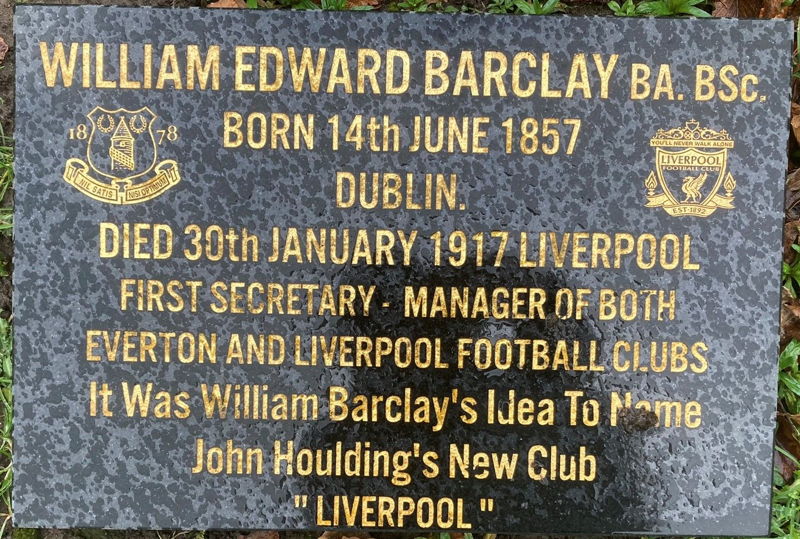 WILLIAM EDWARD BARCLAY BA. BSc.
BORN 14th JUNE 1857
1878
NIL SATIS NISI OPTIMUM
YOU'LL NEVER WALK ALONE
LIVERPOOL
FOOTBALL CLUB
EST·1892
DUBLIN.
DIED 30th JANUARY 1917 LIVERPOOL
FIRST SECRETARY - MANAGER OF BOTH
EVERTON AND LIVERPOOL FOOTBALL CLUBS
It Was William Barclay's Idea To Name
John Houlding's New Club
" LIVERPOOL "